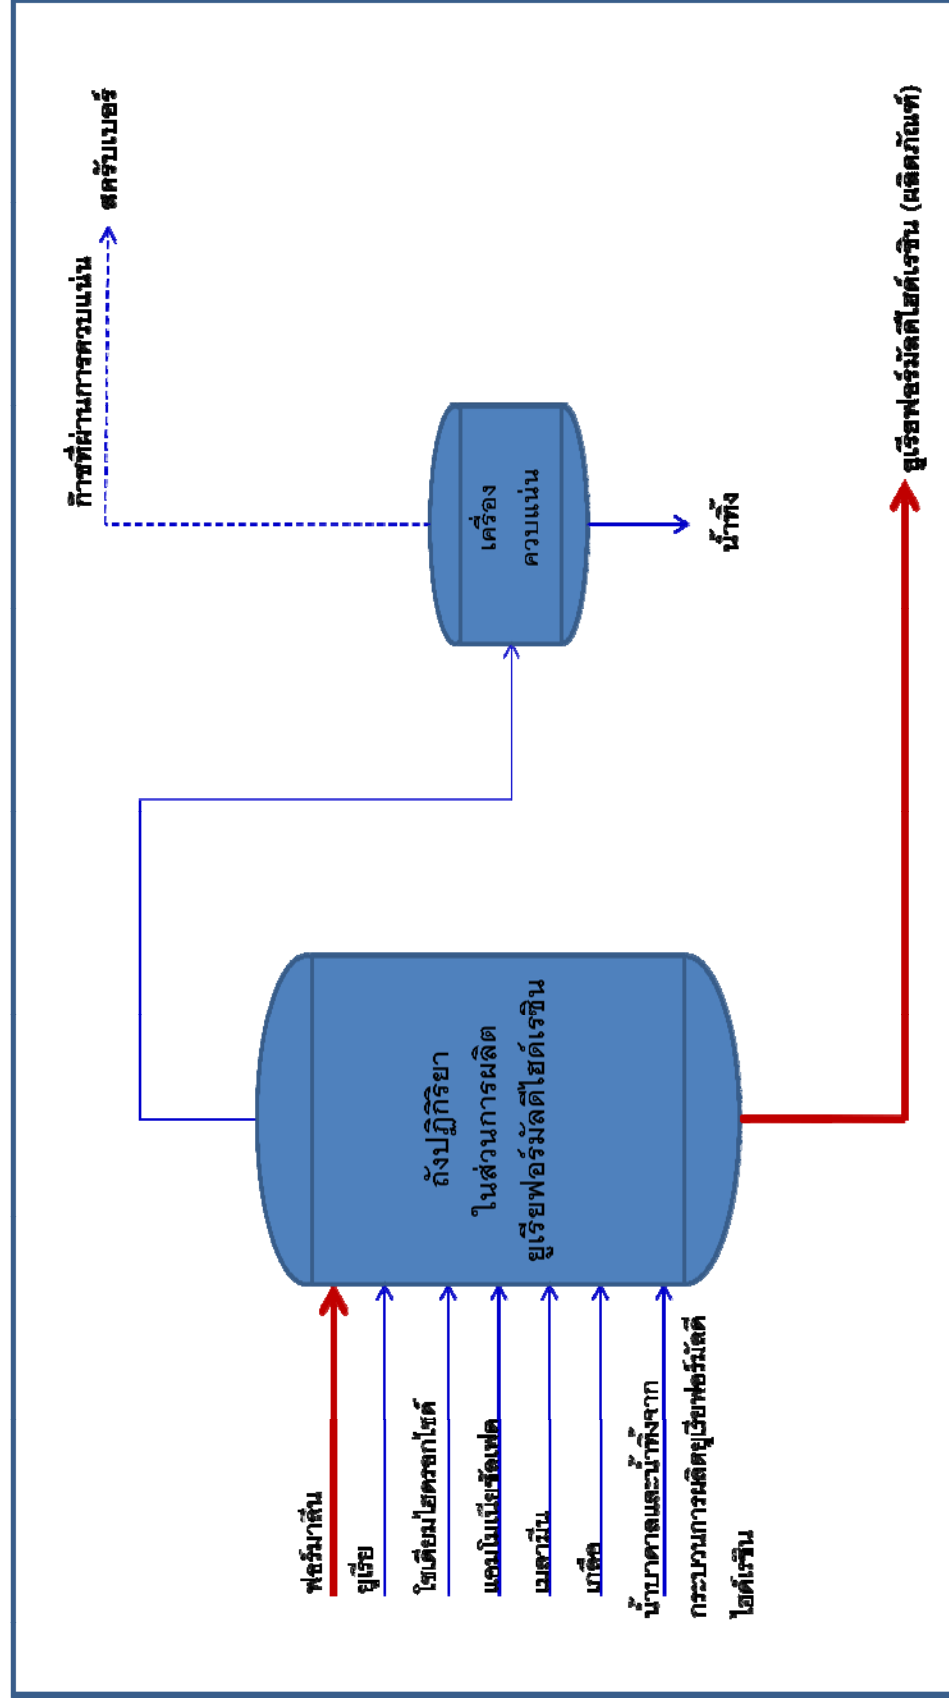 ก๊าซที่ผ่านการควบแน่น
สครับเบอร์
ฟอร์มาลีน
ยูเรีย
โซเดียมไฮดรอกไซด์
แอมโมเนียซัลเฟต
เมลามีน
เกลือ
น้ำบาดาลและน้ำทิ้งจาก
กระบวนการผลิตยูเรียฟอร์มัลดี
ไฮด์เรซิน
ถังปฏิกิริยา
ในส่วนการผลิต
ยูเรียฟอร์มัลดีไฮด์เรซิน
เครื่อง
ควบแน่น
น้ำทิ้ง
ยูเรียฟอร์มัลดีไฮด์เรซิน (ผลิตภัณฑ์)